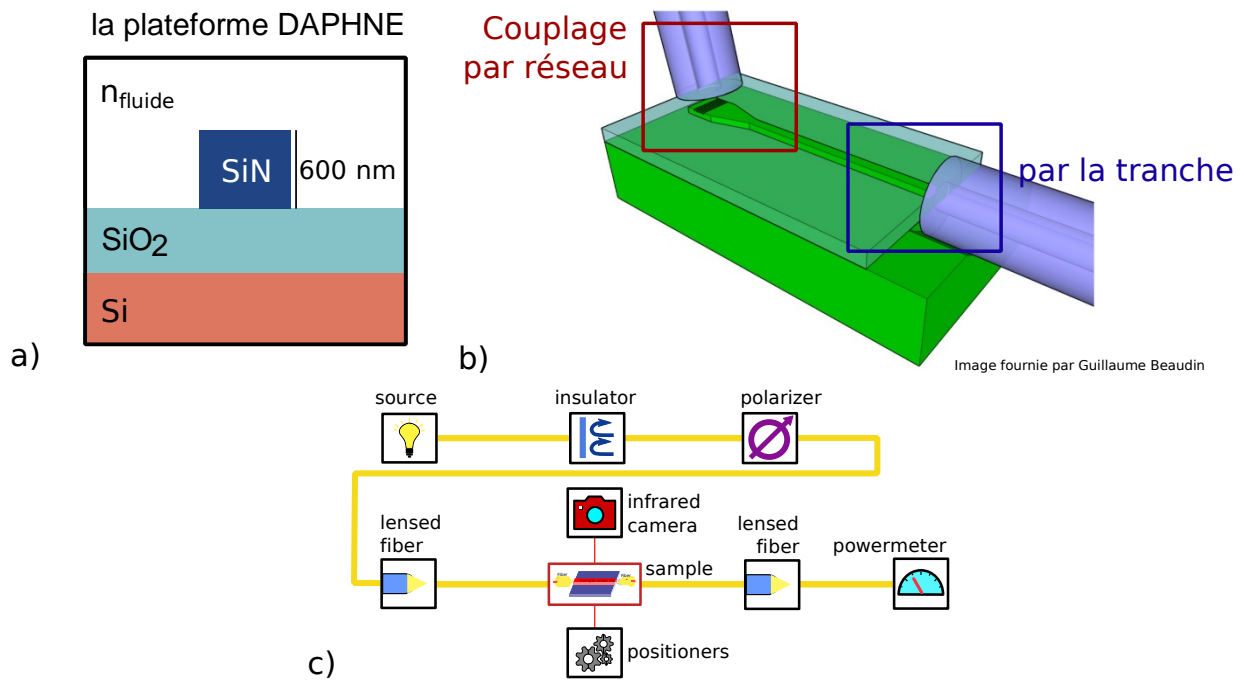 la plateforme DAPHNE
nfluide
SiN
600 nm
SiO2
Si
a)
Couplage
par réseau
par la tranche
b)
Image fournie par Guillaume Beaudin
source
insulator
polarizer
infrared
camera
lensed
fiber
lensed
fiber
powermeter
sample
positioners
c)